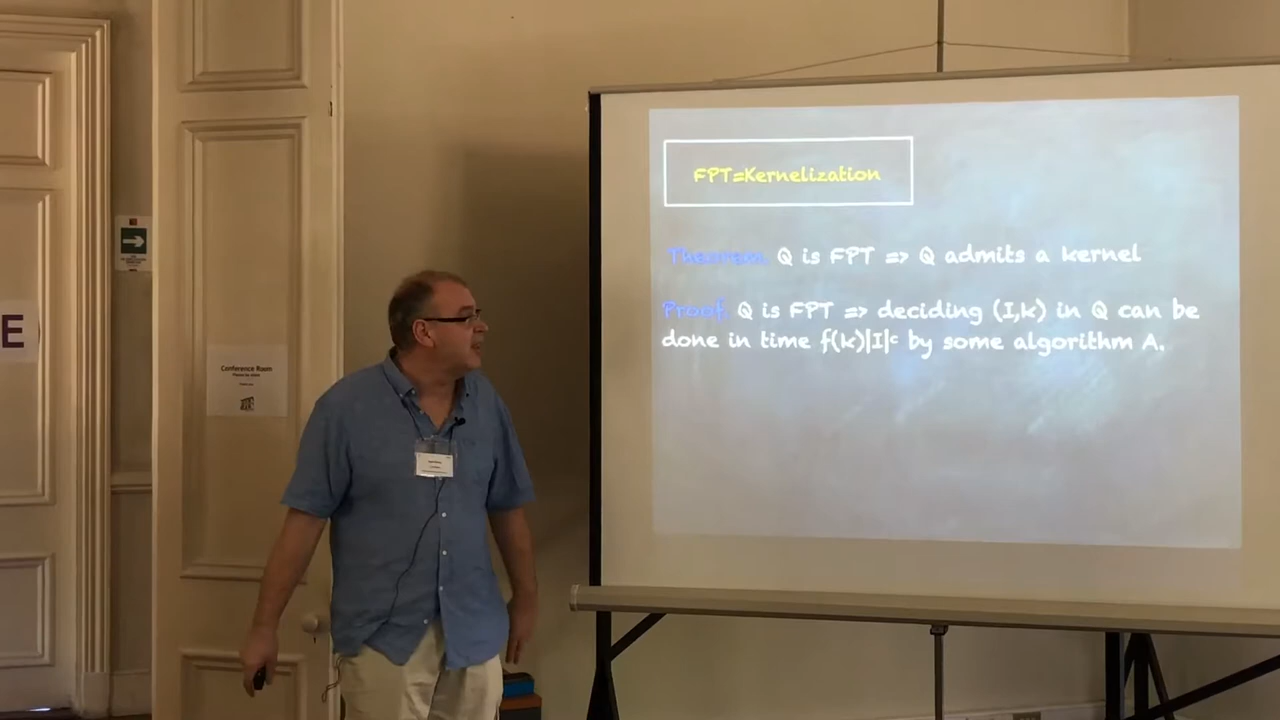 FPT=Kernelization
Theorem. Q is FPT => Q admits a kernel
Proof. Q is FPT => deciding (I,k) in Q can be
done in time f(k)|I|ᶜ by some algorithm A.
E
Conference Room